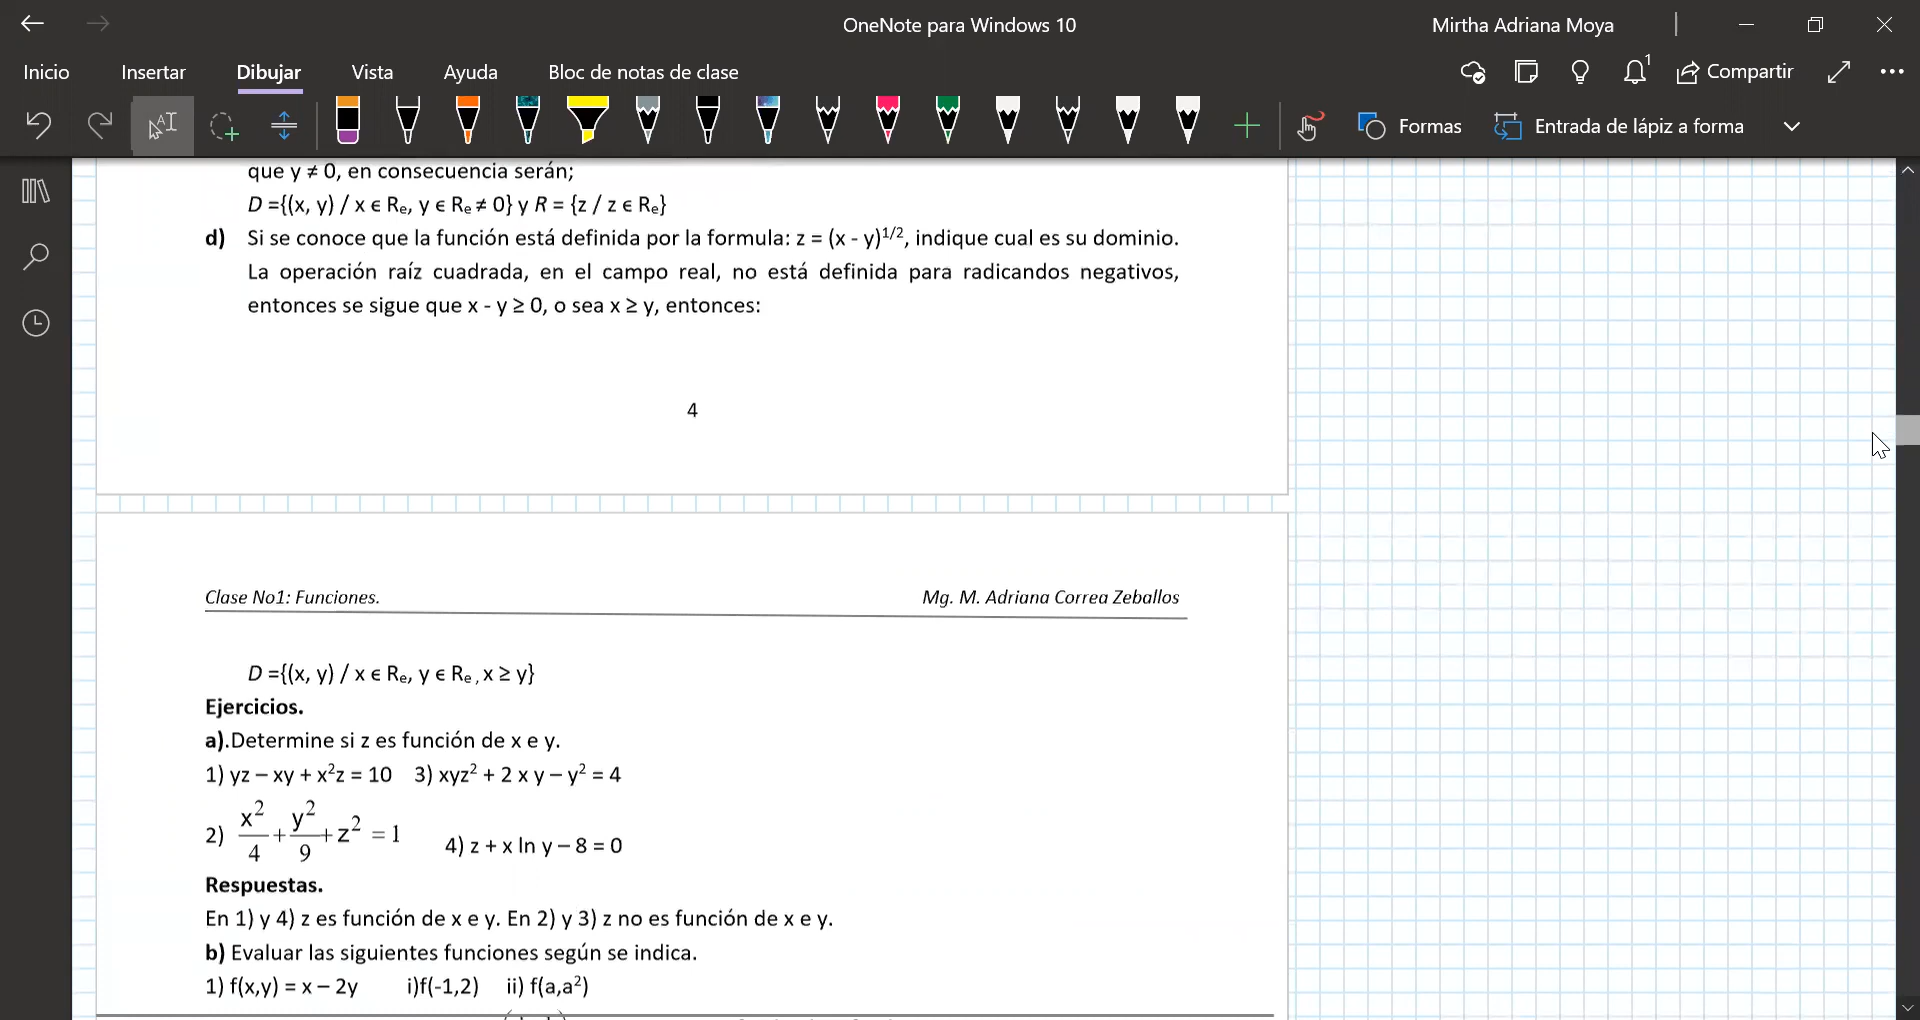 OneNote para Windows 10
Mirtha Adriana Moya
Inicio Insertar Dibujar Vista Ayuda Bloc de notas de clase
1 Compartir
Formas Entrada de lápiz a forma
que y ≠ 0, en consecuencia serán;
D ={(x, y) / x ϵ Re, y ϵ Re ≠ 0} y R = {z / z ϵ Re}
d) Si se conoce que la función está definida por la formula: z = (x - y)^1/2, indique cual es su dominio.
La operación raíz cuadrada, en el campo real, no está definida para radicandos negativos,
entonces se sigue que x - y ≥ 0, o sea x ≥ y, entonces:
4
Clase No1: Funciones. Mg. M. Adriana Correa Zeballos
D ={(x, y) / x ϵ Re, y ϵ Re , x ≥ y}
Ejercicios.
a).Determine si z es función de x e y.
1) yz – xy + x²z = 10 3) xyz² + 2 x y – y² = 4
2) x²/4 + y²/9 + z² = 1 4) z + x ln y – 8 = 0
Respuestas.
En 1) y 4) z es función de x e y. En 2) y 3) z no es función de x e y.
b) Evaluar las siguientes funciones según se indica.
1) f(x,y) = x – 2y i)f(-1,2) ii) f(a,a²)